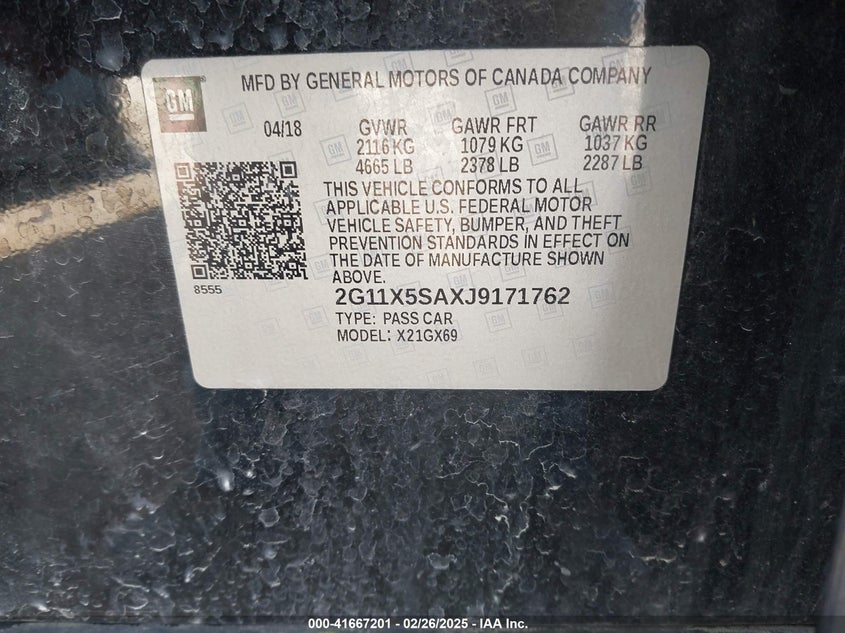 MFD BY GENERAL MOTORS OF CANADA COMPANY
GM
04/18 GVWR GAWR FRT GAWR RR
2116 KG 1079 KG 1037 KG
4665 LB 2378 LB 2287 LB
THIS VEHICLE CONFORMS TO ALL
APPLICABLE U.S. FEDERAL MOTOR
VEHICLE SAFETY, BUMPER, AND THEFT
PREVENTION STANDARDS IN EFFECT ON
THE DATE OF MANUFACTURE SHOWN
ABOVE.
8555
2G11X5SAXJ9171762
TYPE: PASS CAR
MODEL: X21GX69
000-41667201 - 02/26/2025 - IAA Inc.